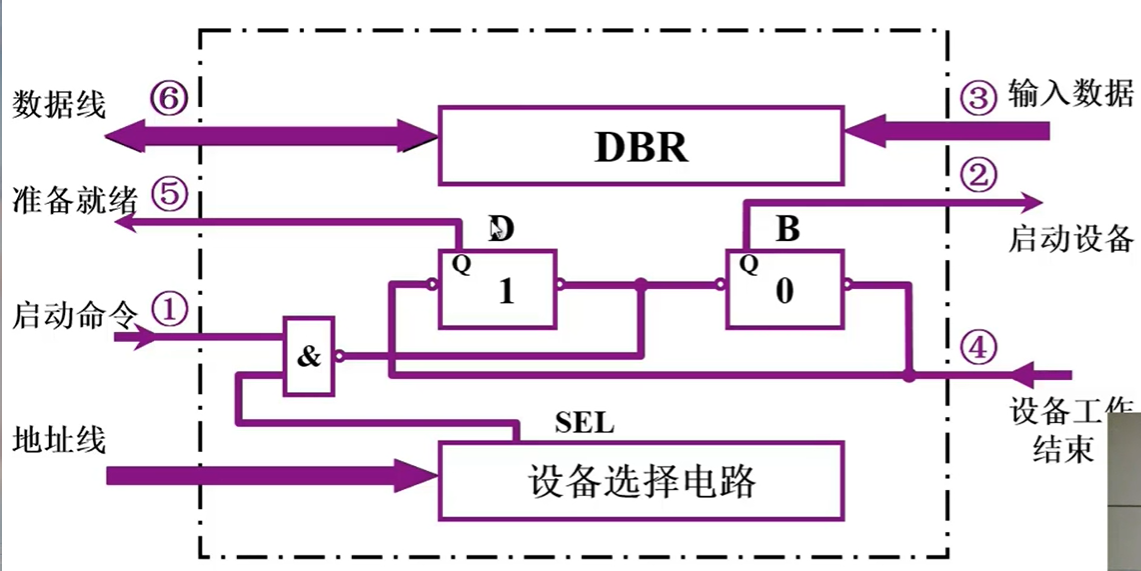 数据线 ⑥
DBR
③ 输入数据
准备就绪 ⑤
② 启动设备
D
Q
1
B
Q
0
启动命令 ①
&
④ 设备工作
结束
地址线
SEL
设备选择电路